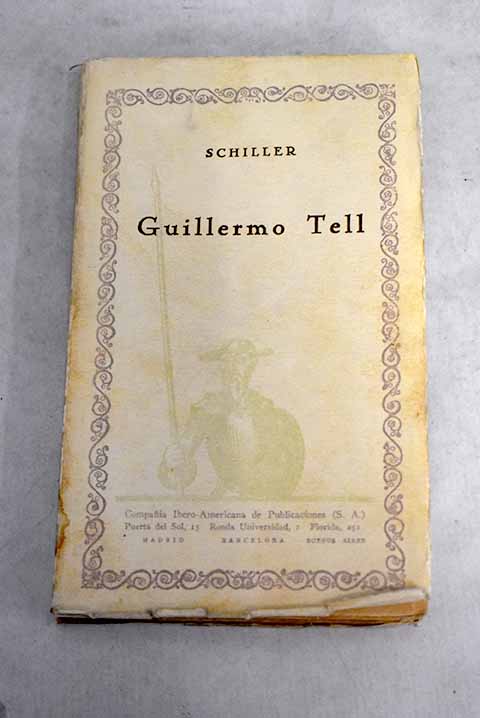 SCHILLER
Guillermo Tell
Compañía Ibero-Americana de Publicaciones (S. A.)
Puerta del Sol, 15 Ronda Universidad, 1 Florida, 251
MADRID BARCELONA BUENOS AIRES